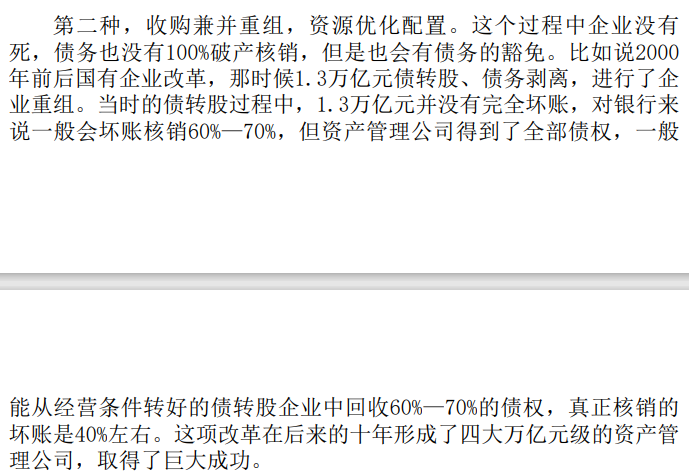 第二种，收购兼并重组，资源优化配置。这个过程中企业没有
死，债务也没有100%破产核销，但是也会有债务的豁免。比如说2000
年前后国有企业改革，那时候1.3万亿元债转股、债务剥离，进行了企
业重组。当时的债转股过程中，1.3万亿元并没有完全坏账，对银行来
说一般会坏账核销60%—70%，但资产管理公司得到了全部债权，一般
能从经营条件转好的债转股企业中回收60%—70%的债权，真正核销的
坏账是40%左右。这项改革在后来的十年形成了四大万亿元级的资产管
理公司，取得了巨大成功。